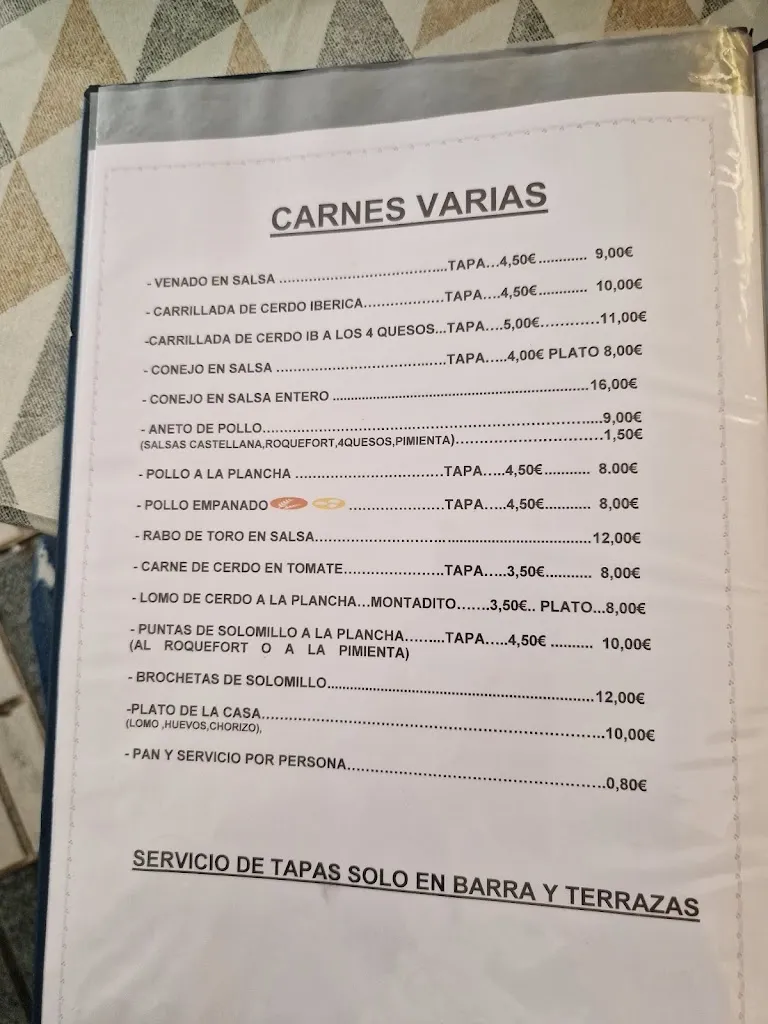 CARNES VARIAS
- VENADO EN SALSA .................................TAPA...4,50€............ 9,00€
- CARRILLADA DE CERDO IBERICA................TAPA....4,50€............ 10,00€
-CARRILLADA DE CERDO IB A LOS 4 QUESOS...TAPA....5,00€............11,00€
- CONEJO EN SALSA .................................TAPA.....4,00€ PLATO 8,00€
- CONEJO EN SALSA ENTERO ..................................................16,00€
- ANETO DE POLLO..................................................................9,00€
(SALSAS CASTELLANA,ROQUEFORT,4QUESOS,PIMIENTA)............................1,50€
- POLLO A LA PLANCHA .............................TAPA.....4,50€........... 8.00€
- POLLO EMPANADO ...................TAPA.....4,50€........... 8,00€
- RABO DE TORO EN SALSA.......................................................12,00€
- CARNE DE CERDO EN TOMATE...................TAPA.....3,50€........... 8,00€
- LOMO DE CERDO A LA PLANCHA...MONTADITO.......3,50€.. PLATO...8,00€
- PUNTAS DE SOLOMILLO A LA PLANCHA........TAPA.....4,50€ .......... 10,00€
(AL ROQUEFORT O A LA PIMIENTA)
- BROCHETAS DE SOLOMILLO.....................................................12,00€
-PLATO DE LA CASA..................................................................10,00€
(LOMO ,HUEVOS,CHORIZO),
- PAN Y SERVICIO POR PERSONA..................................................0,80€
SERVICIO DE TAPAS SOLO EN BARRA Y TERRAZAS